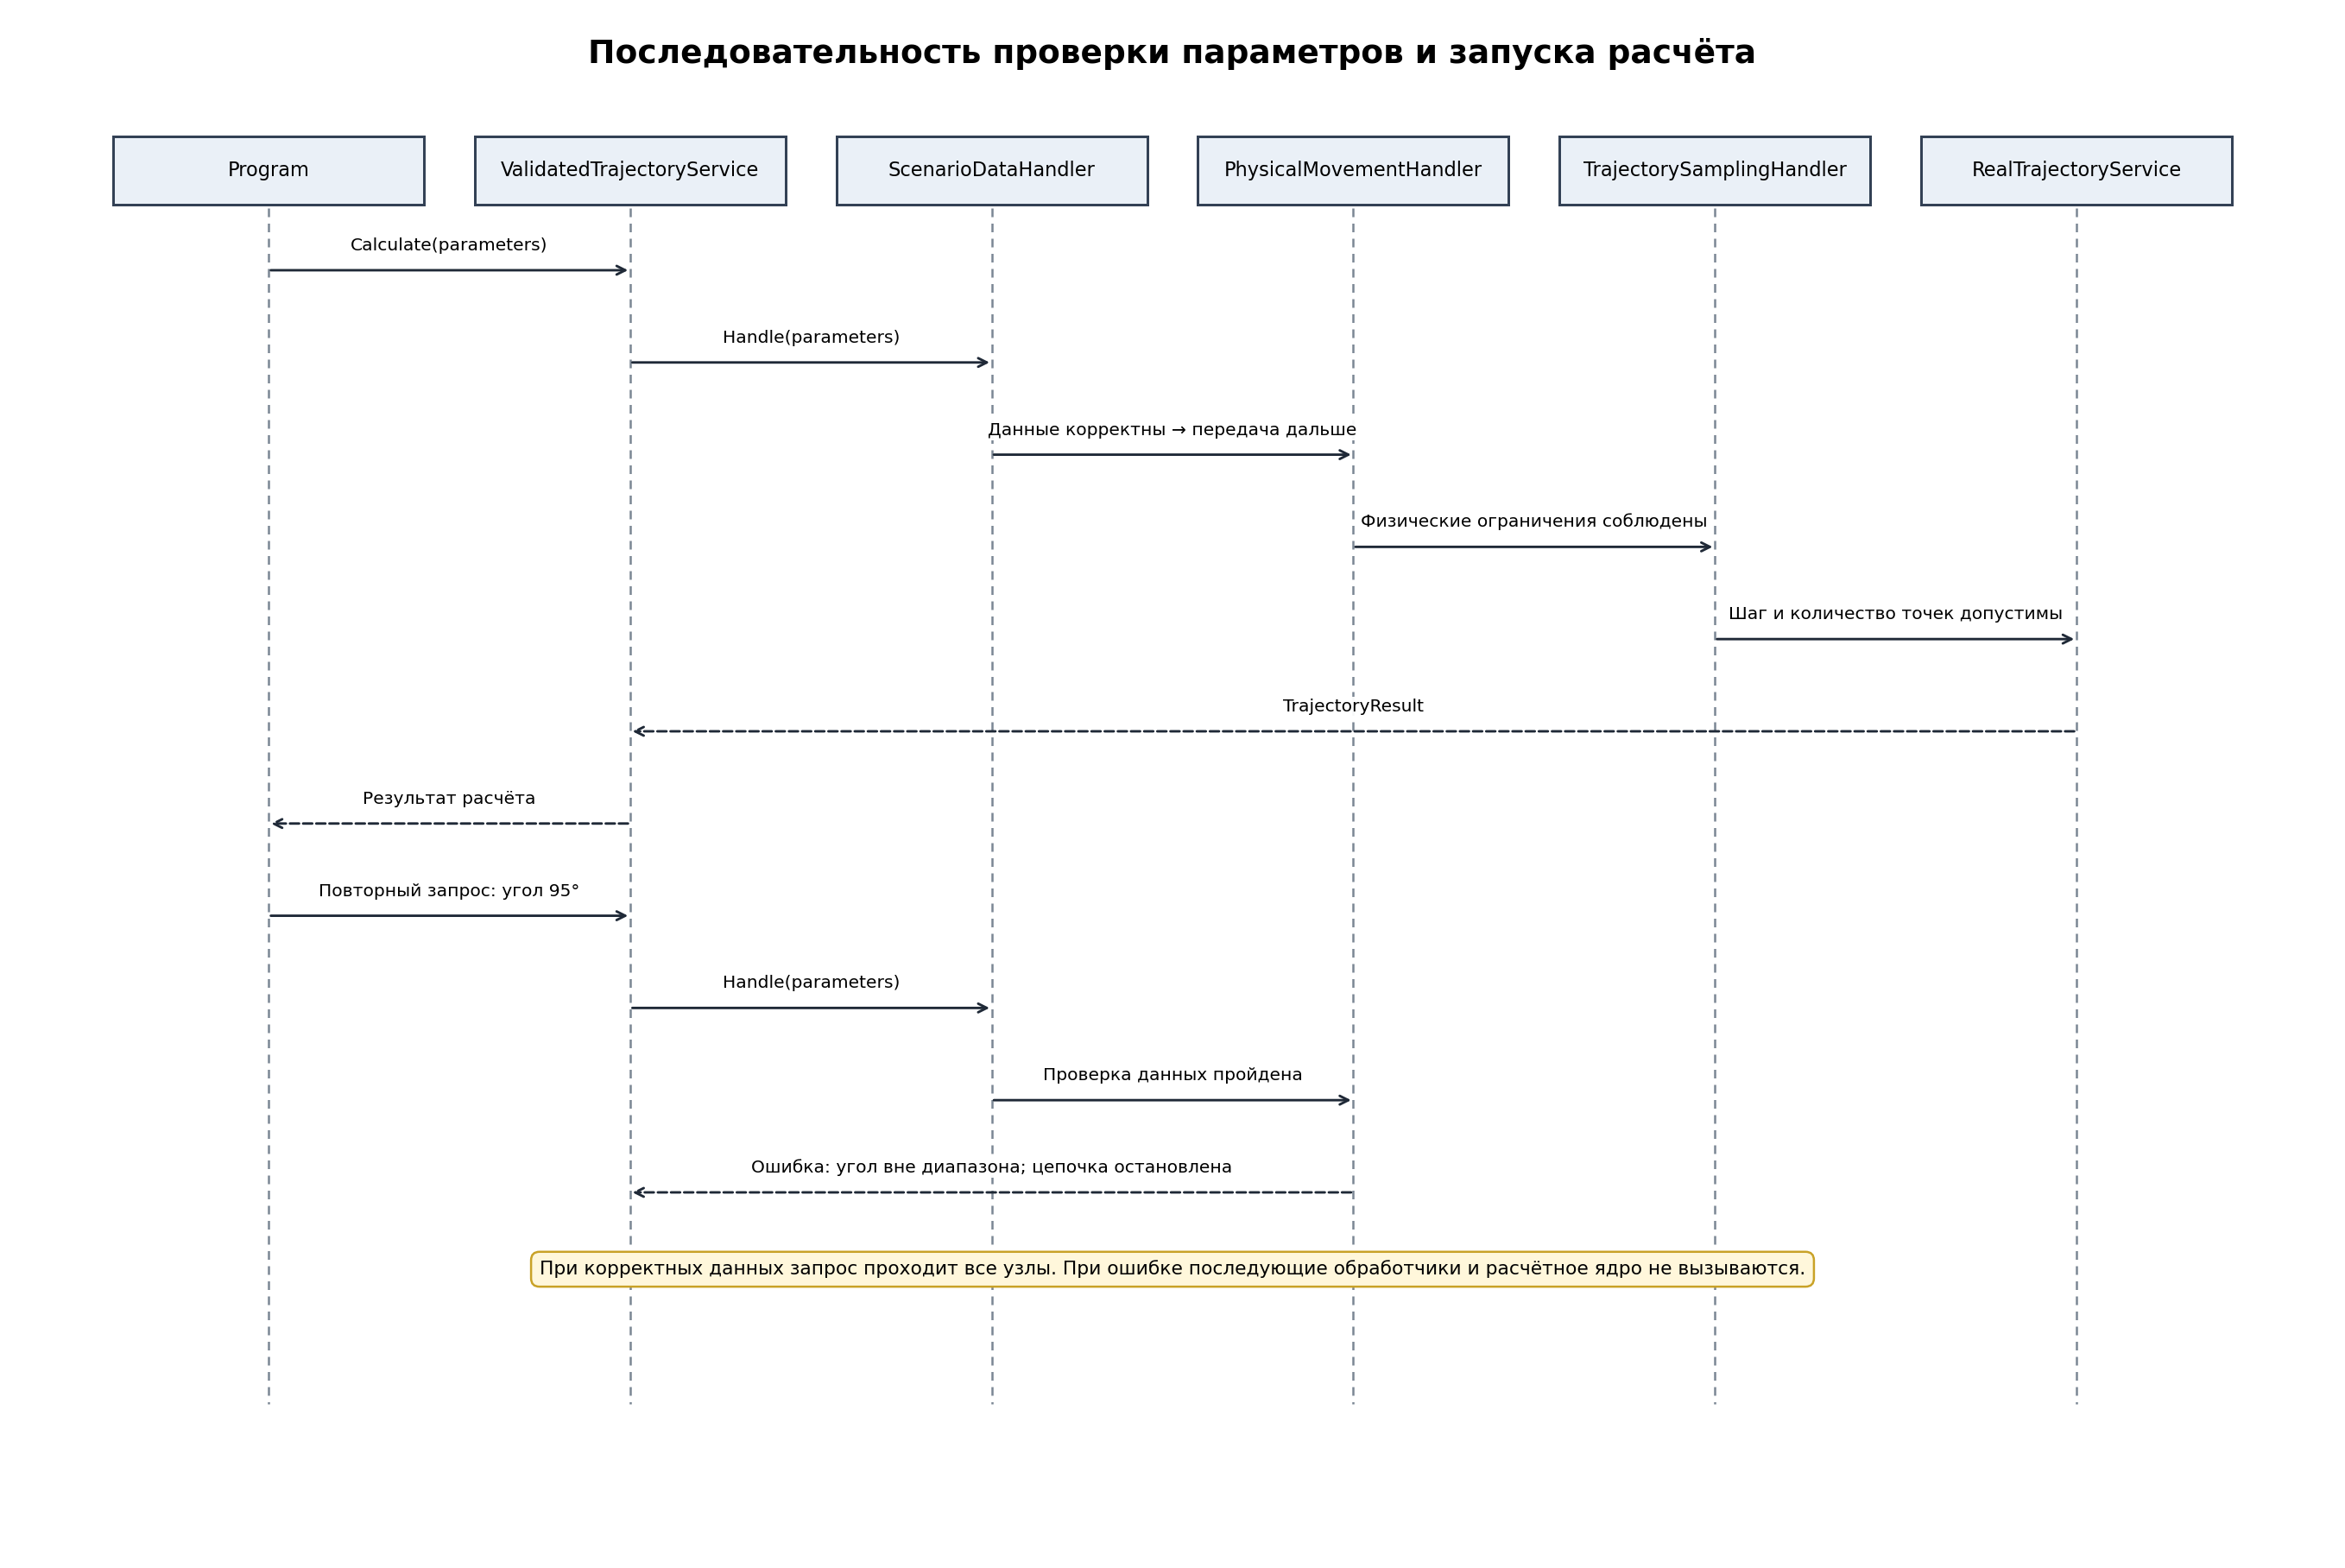 Последовательность проверки параметров и запуска расчёта
Program
ValidatedTrajectoryService
ScenarioDataHandler
PhysicalMovementHandler
TrajectorySamplingHandler
RealTrajectoryService
Calculate(parameters)
Handle(parameters)
Данные корректны → передача дальше
Физические ограничения соблюдены
Шаг и количество точек допустимы
TrajectoryResult
Результат расчёта
Повторный запрос: угол 95°
Handle(parameters)
Проверка данных пройдена
Ошибка: угол вне диапазона; цепочка остановлена
При корректных данных запрос проходит все узлы. При ошибке последующие обработчики и расчётное ядро не вызываются.